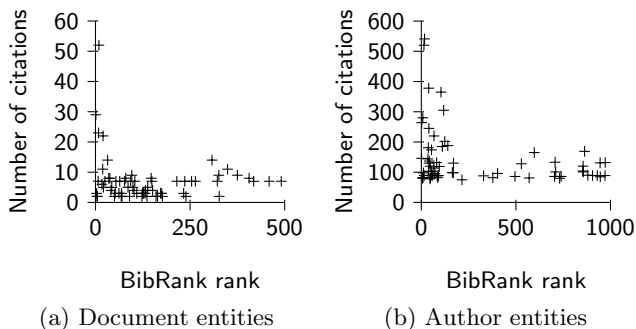 Number of citations
60
50
40
30
20
10
0
0 250 500
BibRank rank
(a) Document entities
Number of citations
600
500
400
300
200
100
0
0 500 1000
BibRank rank
(b) Author entities